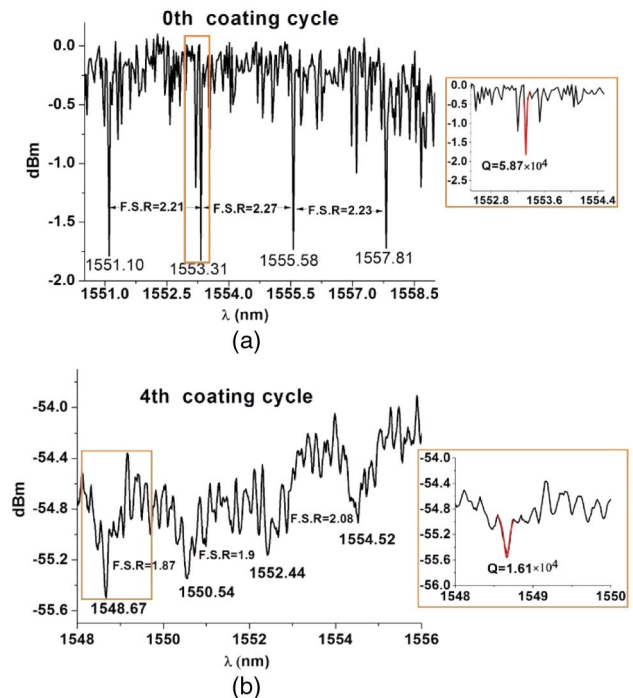 0th coating cycle
0.0
-0.5
-1.0
-1.5
-2.0
dBm
F.S.R=2.21
F.S.R=2.27
F.S.R=2.23
1551.10
1553.31
1555.58
1557.81
1551.0 1552.5 1554.0 1555.5 1557.0 1558.5
λ (nm)
0.0
-0.5
-1.0
-1.5
-2.0
-2.5
dBm
Q=5.87×10⁴
1552.8 1553.6 1554.4
(a)
4th coating cycle
-54.0
-54.4
-54.8
-55.2
-55.6
dBm
F.S.R=1.87
F.S.R=1.9
F.S.R=2.08
1548.67
1550.54
1552.44
1554.52
1548 1550 1552 1554 1556
λ (nm)
-54.0
-54.5
-55.0
-55.5
-56.0
dBm
Q=1.61×10⁴
1548 1549 1550
(b)